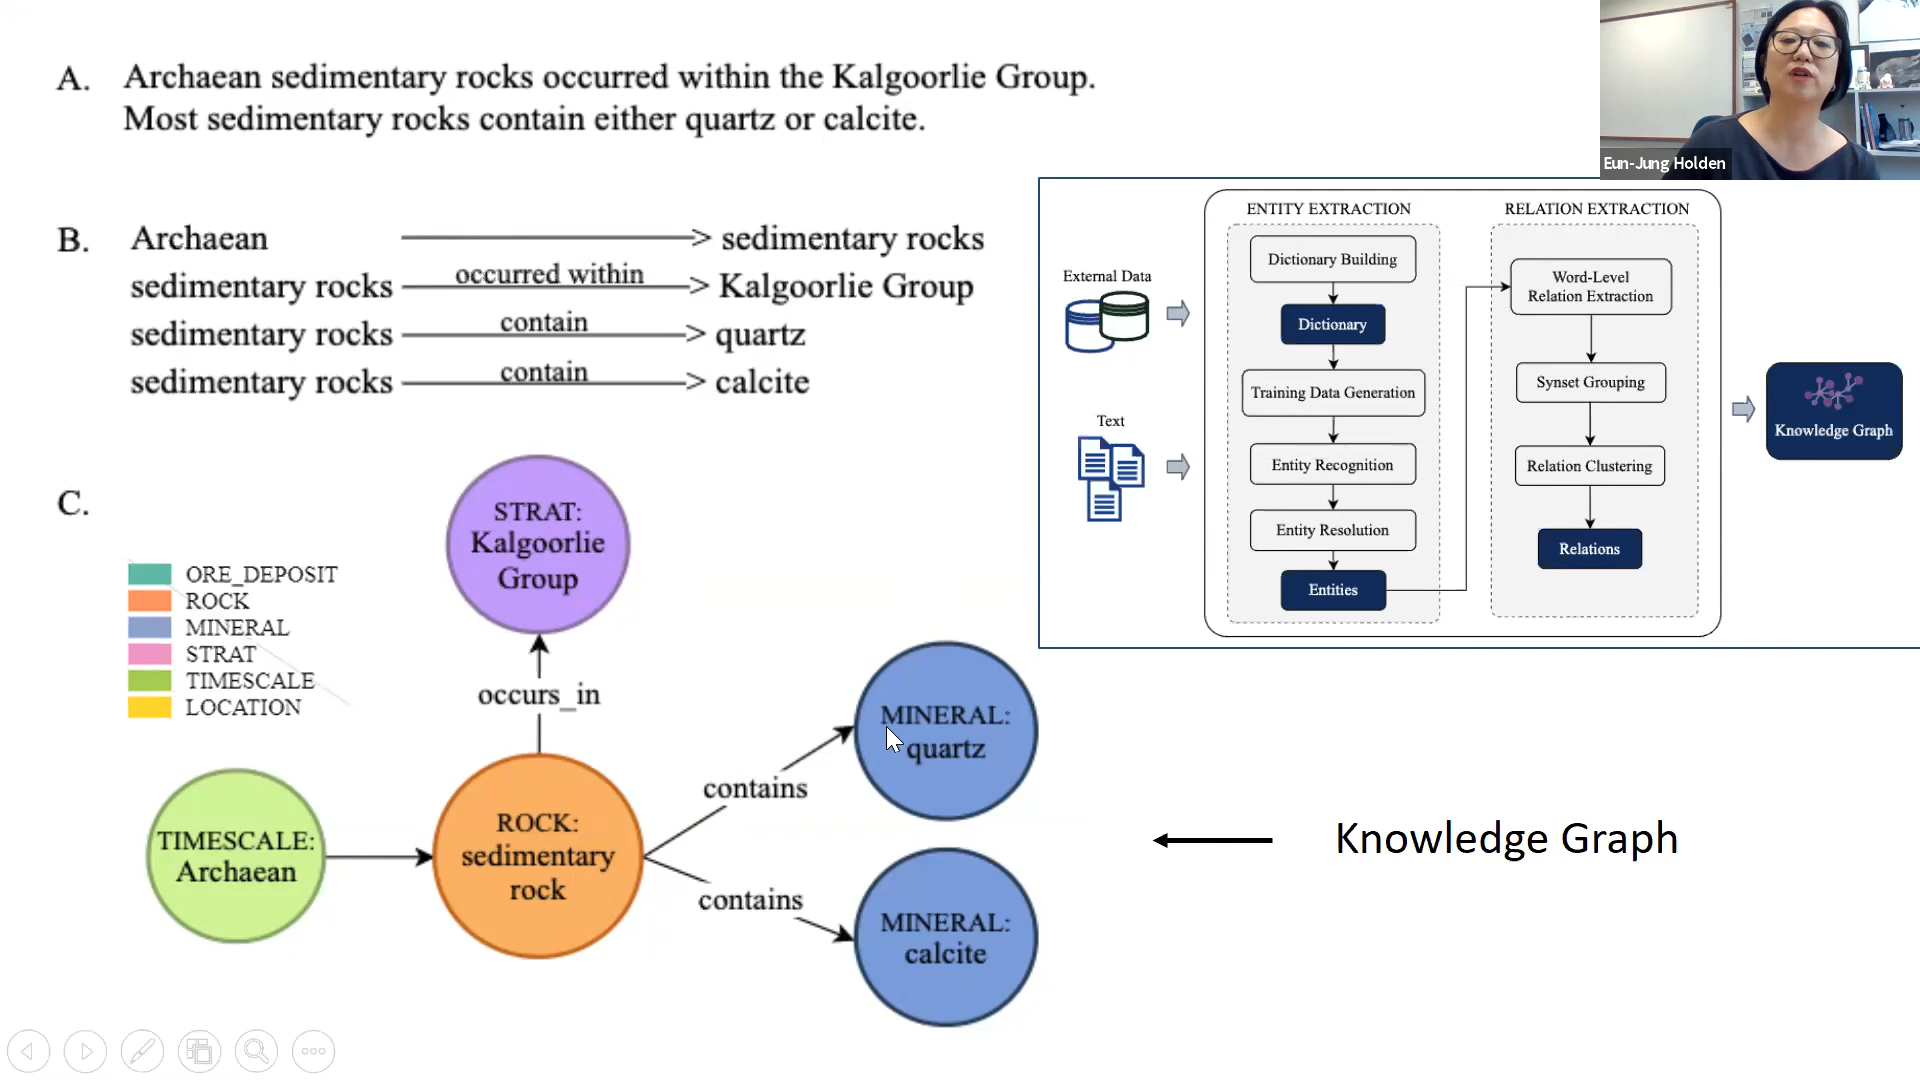 A. Archaean sedimentary rocks occurred within the Kalgoorlie Group.
Most sedimentary rocks contain either quartz or calcite.
B. Archaean sedimentary rocks
sedimentary rocks occurred within Kalgoorlie Group
sedimentary rocks contain quartz
sedimentary rocks contain calcite
C.
ORE_DEPOSIT
ROCK
MINERAL
STRAT
TIMESCALE
LOCATION
STRAT:
Kalgoorlie
Group
occurs_in
TIMESCALE:
Archaean
ROCK:
sedimentary
rock
contains
MINERAL:
quartz
contains
MINERAL:
calcite
Eun-Jung Holden
External Data
Text
ENTITY EXTRACTION
Dictionary Building
Dictionary
Training Data Generation
Entity Recognition
Entity Resolution
Entities
RELATION EXTRACTION
Word-Level
Relation Extraction
Synset Grouping
Relation Clustering
Relations
Knowledge Graph
Knowledge Graph